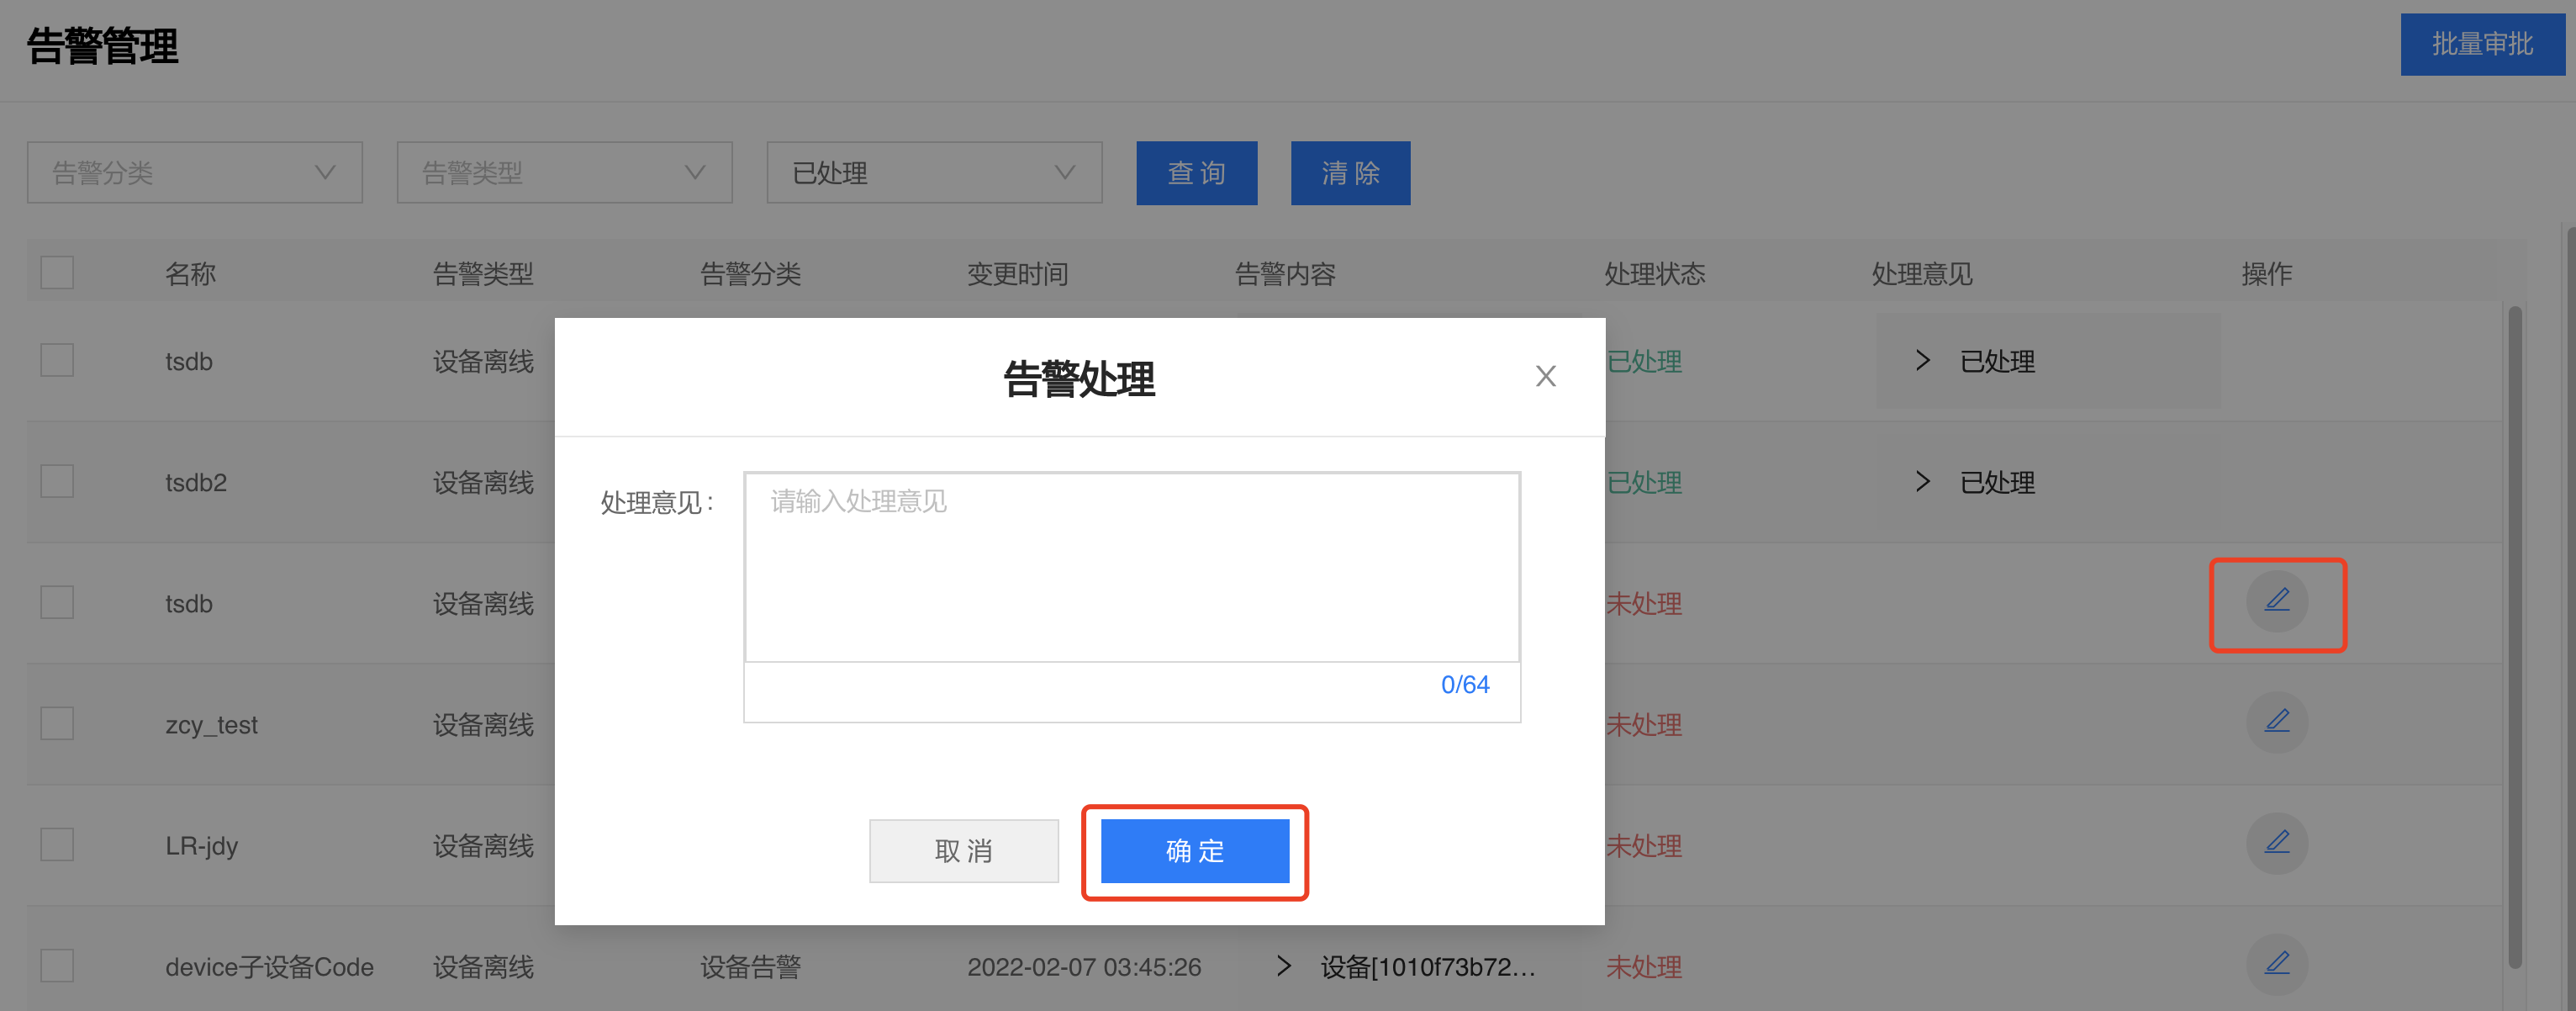 告警管理
批量审批
告警分类 告警类型 已处理 查 询 清 除
名称 告警类型 告警分类 变更时间 告警内容 处理状态 处理意见 操作
tsdb 设备离线 已处理 已处理
告警处理
tsdb2 设备离线 已处理 已处理
处理意见：
请输入处理意见
tsdb 设备离线 未处理
0/64
zcy_test 设备离线 未处理
LR-jdy 设备离线 未处理
取 消 确 定
device子设备Code 设备离线 设备告警 2022-02-07 03:45:26 设备[1010f73b72... 未处理